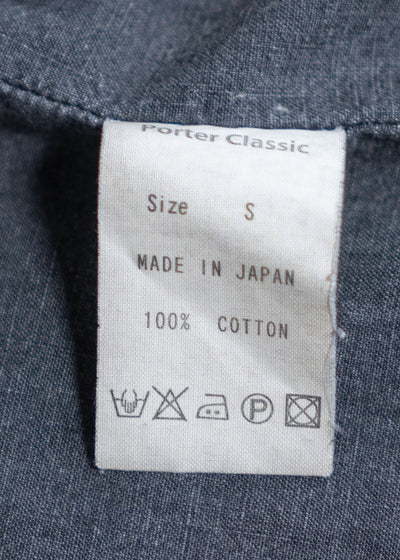 Porter Classic
Size S
MADE IN JAPAN
100% COTTON
P